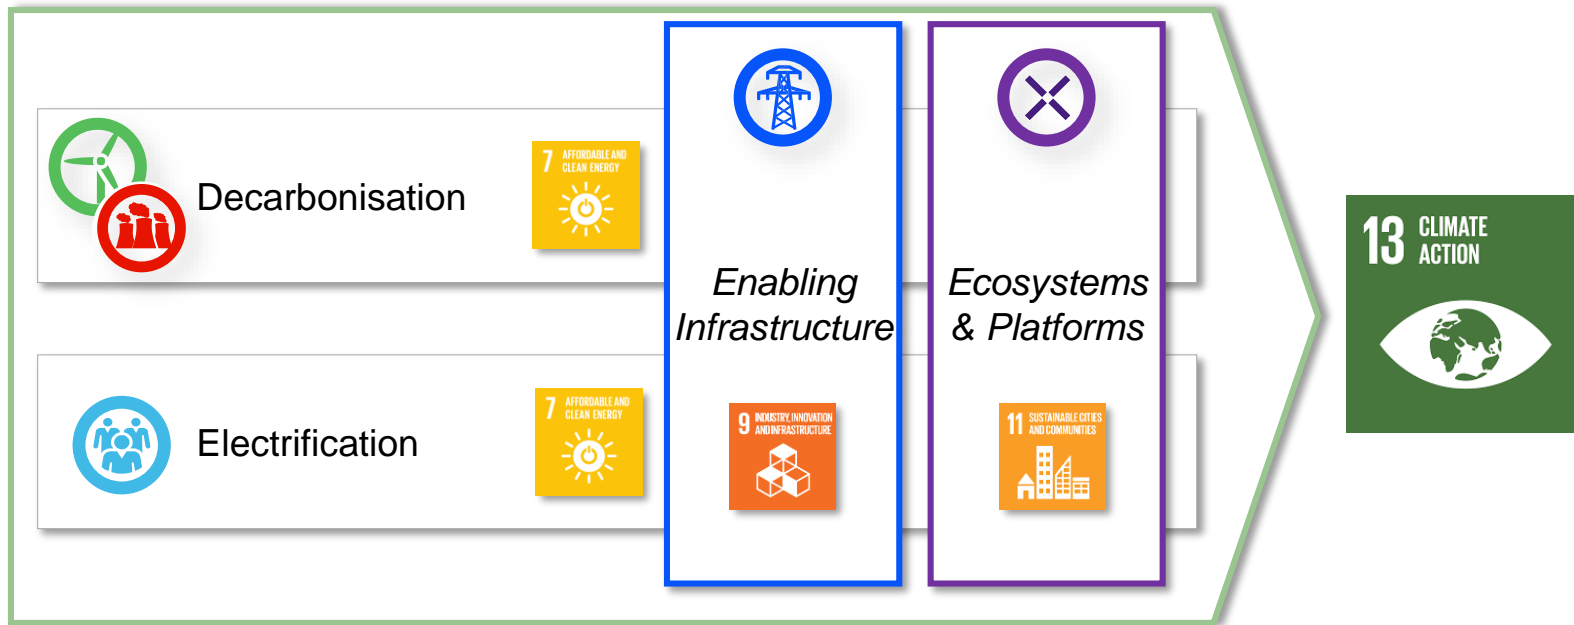 Decarbonisation
7 AFFORDABLE AND
CLEAN ENERGY
Electrification
7 AFFORDABLE AND
CLEAN ENERGY
Enabling
Infrastructure
9 INDUSTRY, INNOVATION
AND INFRASTRUCTURE
Ecosystems
& Platforms
11 SUSTAINABLE CITIES
AND COMMUNITIES
13 CLIMATE
ACTION